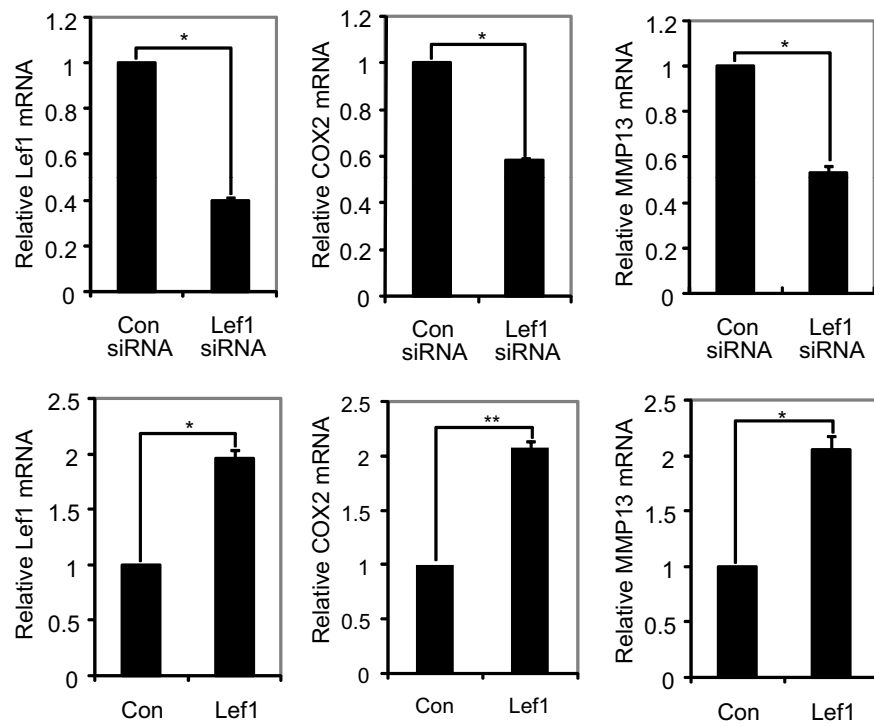 Relative Lef1 mRNA
1.2
1
0.8
0.6
0.4
0.2
0
*
Con
siRNA
Lef1
siRNA
Relative COX2 mRNA
1.2
1
0.8
0.6
0.4
0.2
0
*
Con
siRNA
Lef1
siRNA
Relative MMP13 mRNA
1.2
1
0.8
0.6
0.4
0.2
0
*
Con
siRNA
Lef1
siRNA
Relative Lef1 mRNA
2.5
2
1.5
1
0.5
0
*
Con
Lef1
Relative COX2 mRNA
2.5
2
1.5
1
0.5
0
**
Con
Lef1
Relative MMP13 mRNA
2.5
2
1.5
1
0.5
0
*
Con
Lef1